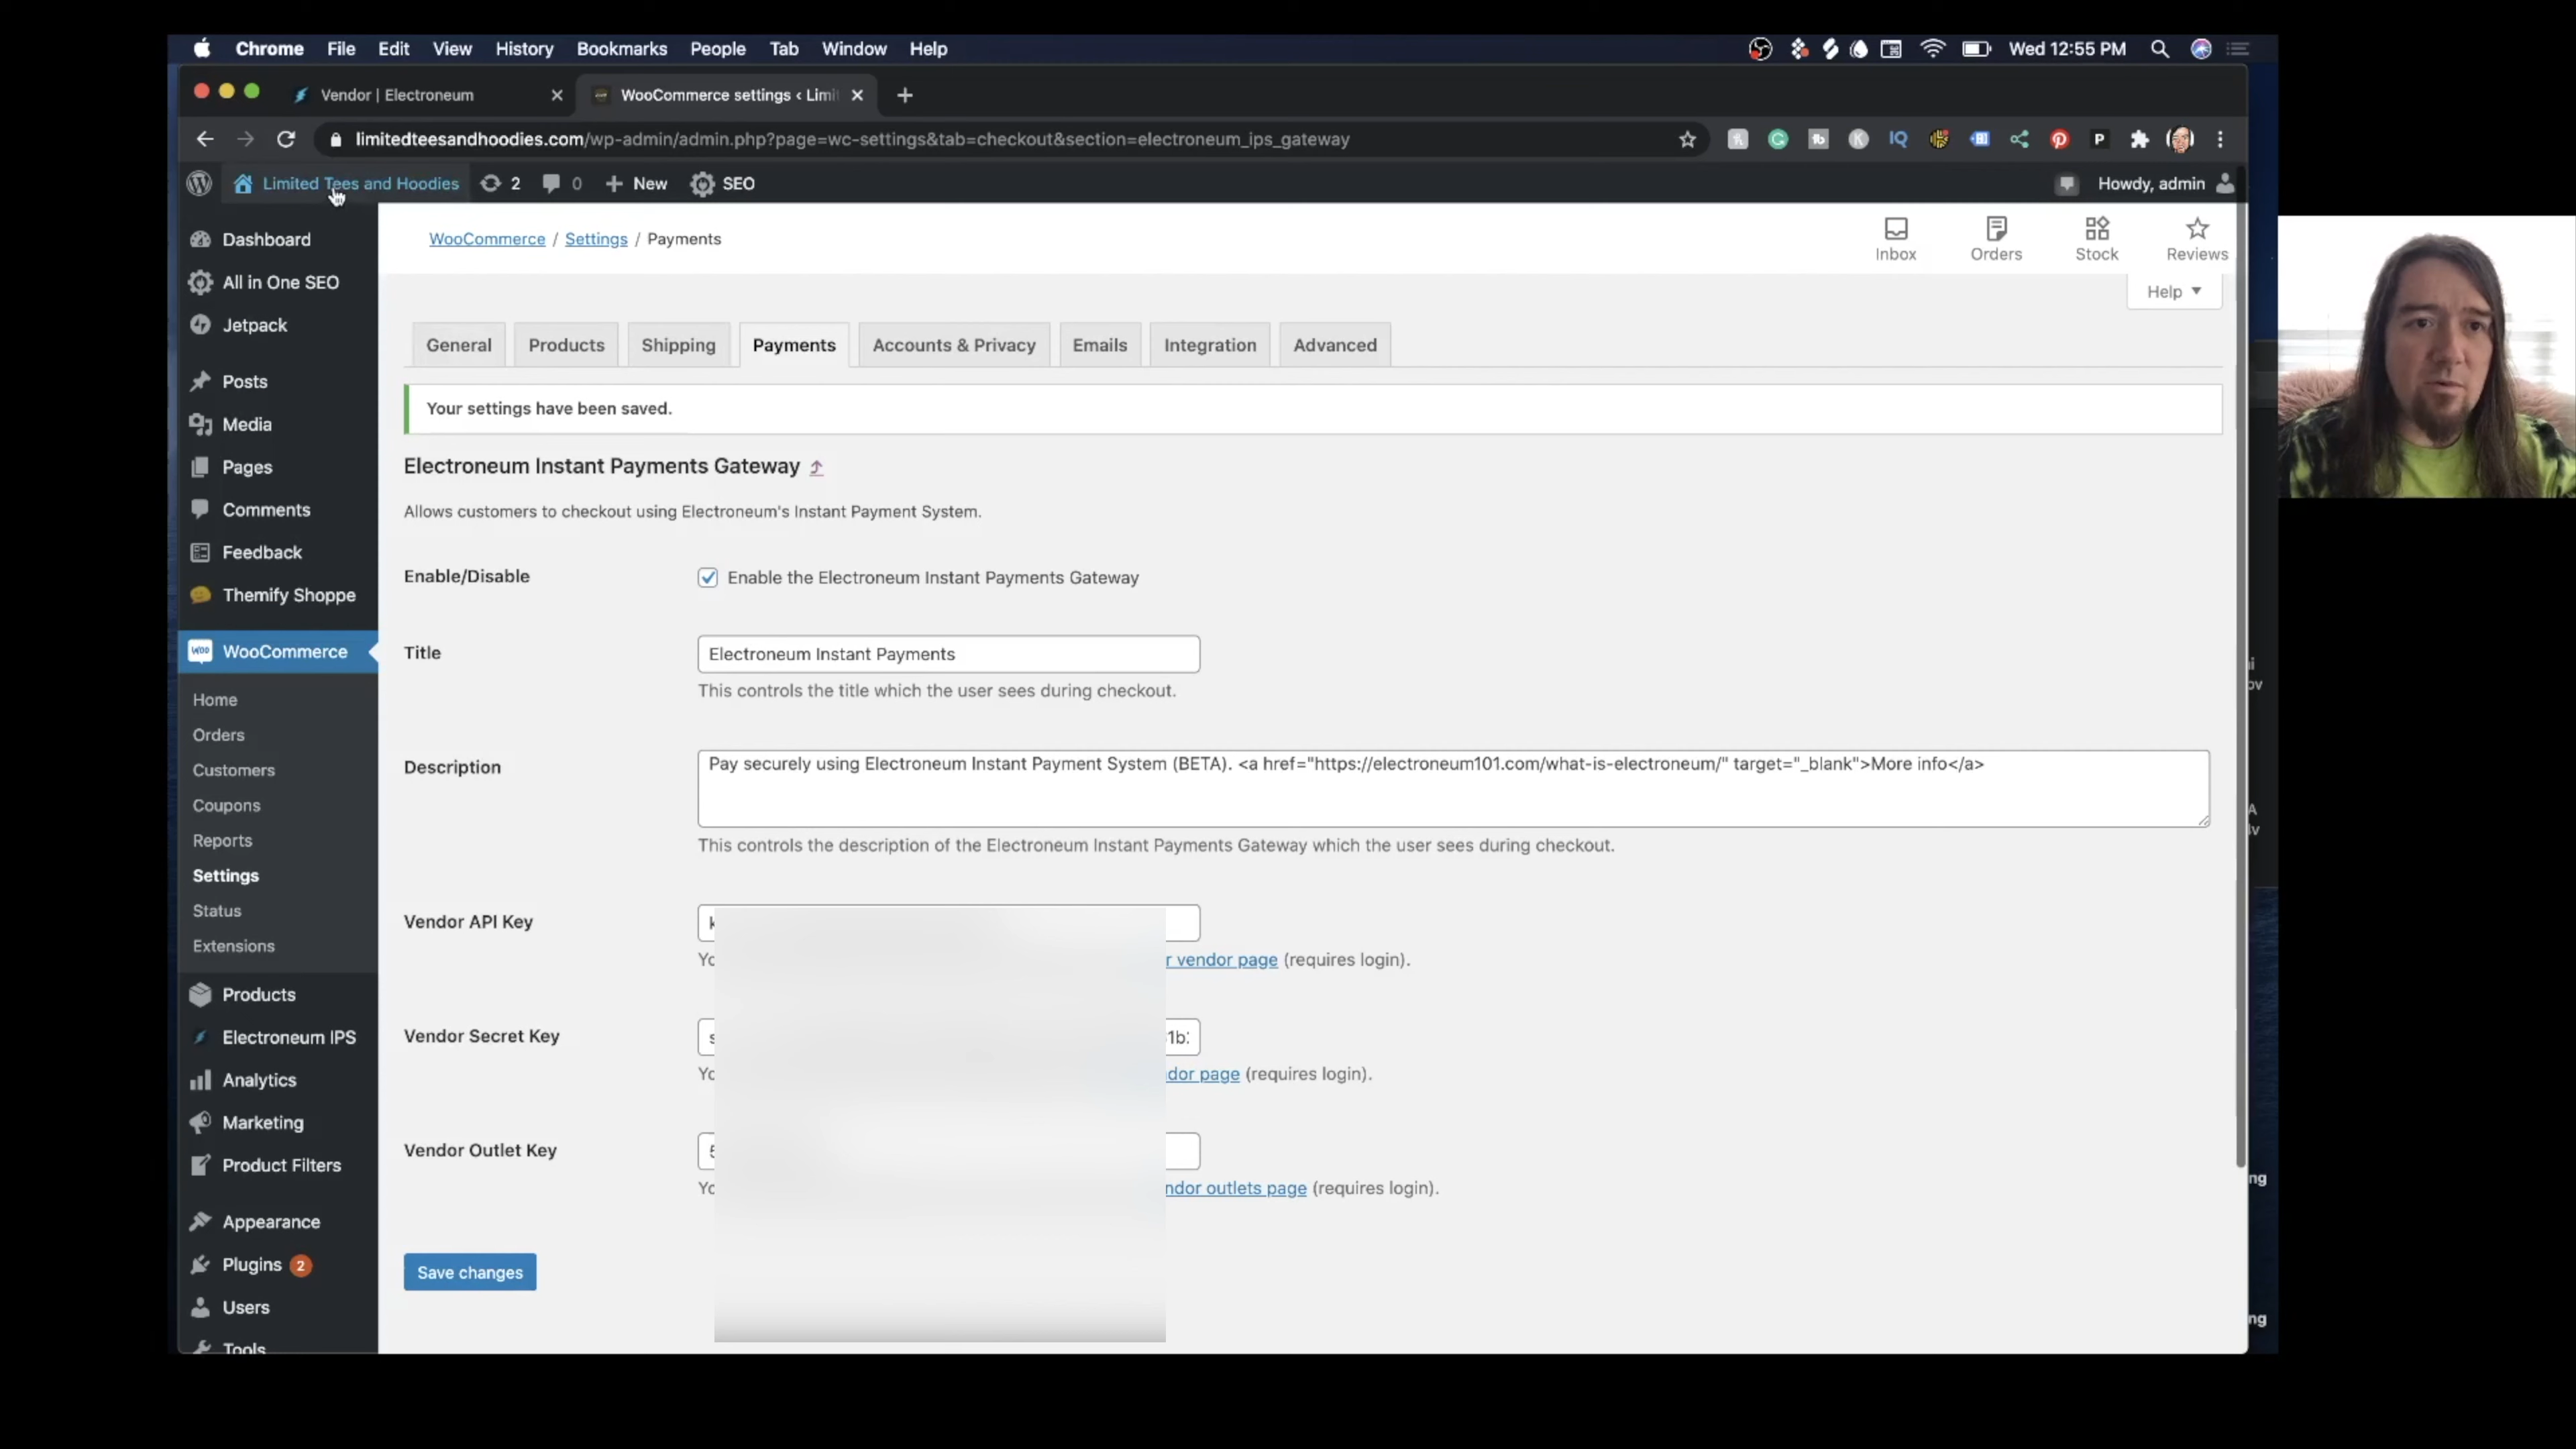 Chrome File Edit View History Bookmarks People Tab Window Help Wed 12:55 PM
Vendor | Electroneum WooCommerce settings ‹ Limi
limitedteesandhoodies.com/wp-admin/admin.php?page=wc-settings&tab=checkout&section=electroneum_ips_gateway
Limited Tees and Hoodies 2 0 New SEO Howdy, admin
Dashboard
All in One SEO
Jetpack
Posts
Media
Pages
Comments
Feedback
Themify Shoppe
WooCommerce
Home
Orders
Customers
Coupons
Reports
Settings
Status
Extensions
Products
Electroneum IPS
Analytics
Marketing
Product Filters
Appearance
Plugins 2
Users
Tools
WooCommerce / Settings / Payments
Inbox Orders Stock Reviews
Help
General Products Shipping Payments Accounts & Privacy Emails Integration Advanced
Your settings have been saved.
Electroneum Instant Payments Gateway
Allows customers to checkout using Electroneum's Instant Payment System.
Enable/Disable Enable the Electroneum Instant Payments Gateway
Title Electroneum Instant Payments
This controls the title which the user sees during checkout.
Description Pay securely using Electroneum Instant Payment System (BETA). <a href="https://electroneum101.com/what-is-electroneum/" target="_blank">More info</a>
This controls the description of the Electroneum Instant Payments Gateway which the user sees during checkout.
Vendor API Key
vendor page (requires login).
Vendor Secret Key
page (requires login).
Vendor Outlet Key
outlets page (requires login).
Save changes